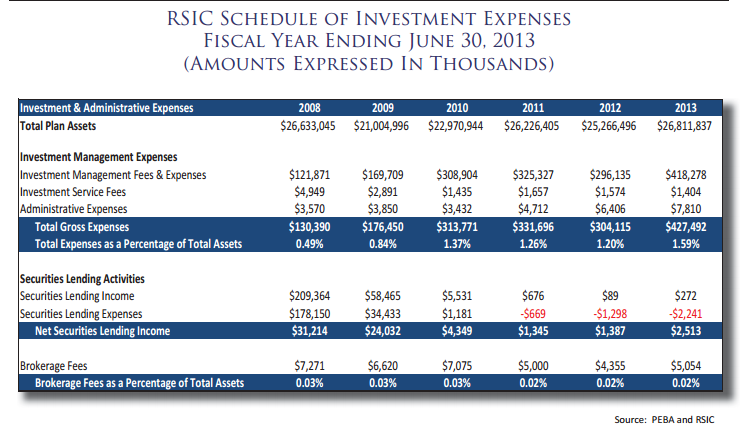 RSIC Schedule of Investment Expenses
Fiscal Year Ending June 30, 2013
(Amounts Expressed In Thousands)
Investment & Administrative Expenses 2008 2009 2010 2011 2012 2013
Total Plan Assets $26,633,045 $21,004,996 $22,970,944 $26,226,405 $25,266,496 $26,811,837
Investment Management Expenses
Investment Management Fees & Expenses $121,871 $169,709 $308,904 $325,327 $296,135 $418,278
Investment Service Fees $4,949 $2,891 $1,435 $1,657 $1,574 $1,404
Administrative Expenses $3,570 $3,850 $3,432 $4,712 $6,406 $7,810
Total Gross Expenses $130,390 $176,450 $313,771 $331,696 $304,115 $427,492
Total Expenses as a Percentage of Total Assets 0.49% 0.84% 1.37% 1.26% 1.20% 1.59%
Securities Lending Activities
Securities Lending Income $209,364 $58,465 $5,531 $676 $89 $272
Securities Lending Expenses $178,150 $34,433 $1,181 -$669 -$1,298 -$2,241
Net Securities Lending Income $31,214 $24,032 $4,349 $1,345 $1,387 $2,513
Brokerage Fees $7,271 $6,620 $7,075 $5,000 $4,355 $5,054
Brokerage Fees as a Percentage of Total Assets 0.03% 0.03% 0.03% 0.02% 0.02% 0.02%
Source: PEBA and RSIC